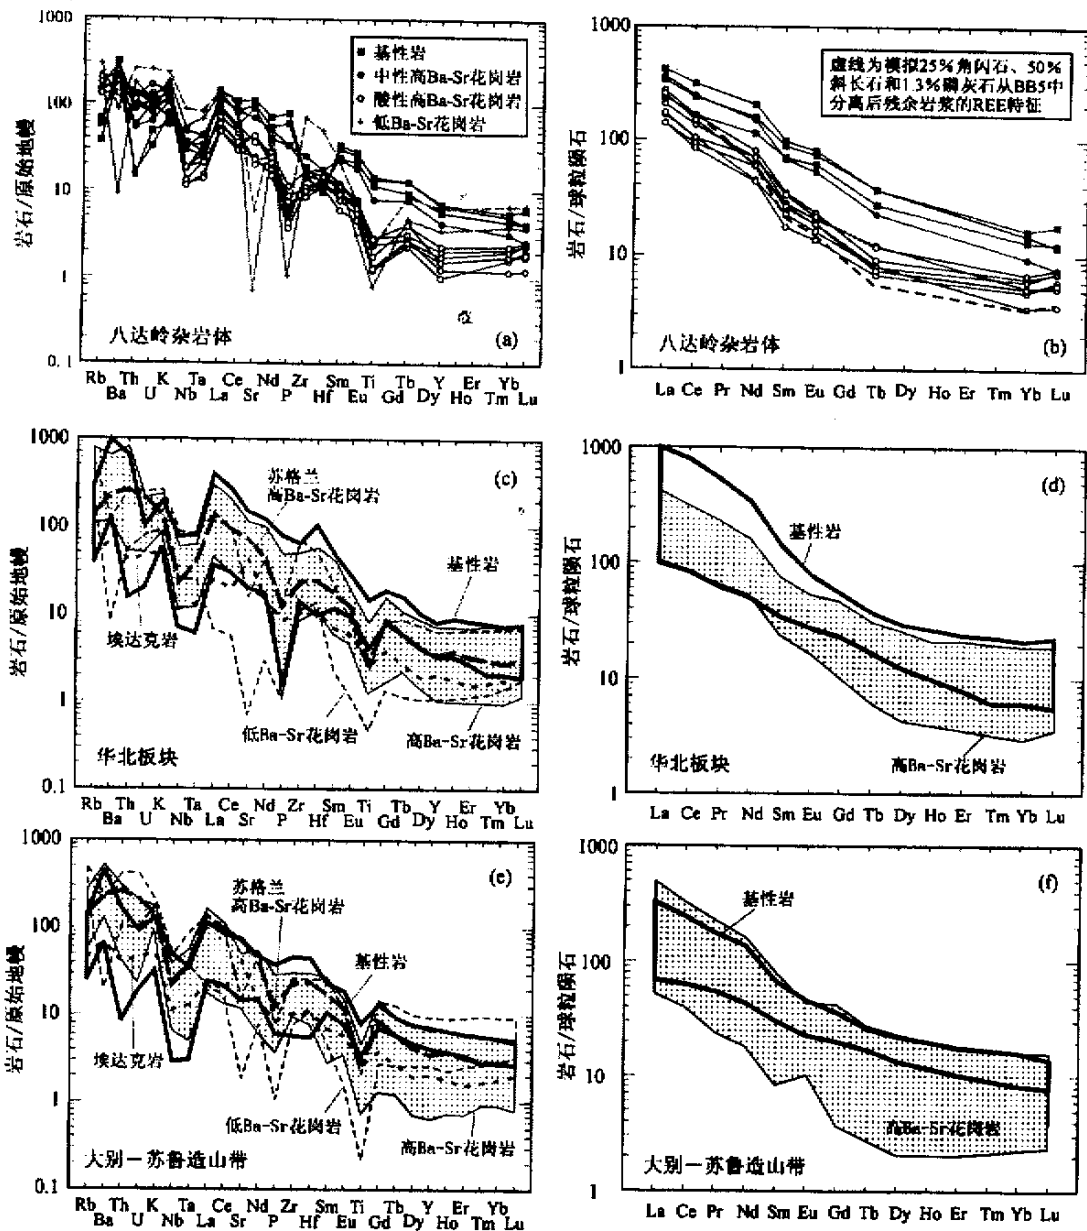 1000
100
10
1
0.1
岩石/原始地幔
基性岩
中性高Ba-Sr花岗岩
酸性高Ba-Sr花岗岩
低Ba-Sr花岗岩
(a)
八达岭杂岩体
Rb Th K Ta Ce Nd Zr Sm Ti Tb Y Er Yb
Ba U Nb La Sr P Hf Eu Gd Dy Ho Tm Lu
1000
100
10
1
岩石/球粒陨石
虚线为模拟25%角闪石、50%
斜长石和1.3%磷灰石从BB5中
分离后残余岩浆的REE特征
(b)
八达岭杂岩体
La Ce Pr Nd Sm Eu Gd Tb Dy Ho Er Tm Yb Lu
1000
100
10
1
0.1
岩石/原始地幔
苏格兰
高Ba-Sr花岗岩
(c)
基性岩
埃达克岩
低Ba-Sr花岗岩
高Ba-Sr花岗岩
华北板块
Rb Th K Ta Ce Nd Zr Sm Ti Tb Y Er Yb
Ba U Nb La Sr P Hf Eu Gd Dy Ho Tm Lu
1000
100
10
1
岩石/球粒陨石
(d)
基性岩
高Ba-Sr花岗岩
华北板块
La Ce Pr Nd Sm Eu Gd Tb Dy Ho Er Tm Yb Lu
1000
100
10
1
0.1
岩石/原始地幔
苏格兰
高Ba-Sr花岗岩
(e)
基性岩
埃达克岩
低Ba-Sr花岗岩
高Ba-Sr花岗岩
大别－苏鲁造山带
Rb Th K Ta Ce Nd Zr Sm Ti Tb Y Er Yb
Ba U Nb La Sr P Hf Eu Gd Dy Ho Tm Lu
1000
100
10
1
岩石/球粒陨石
(f)
基性岩
高Ba-Sr花岗岩
大别－苏鲁造山带
La Ce Pr Nd Sm Eu Gd Tb Dy Ho Er Tm Yb Lu